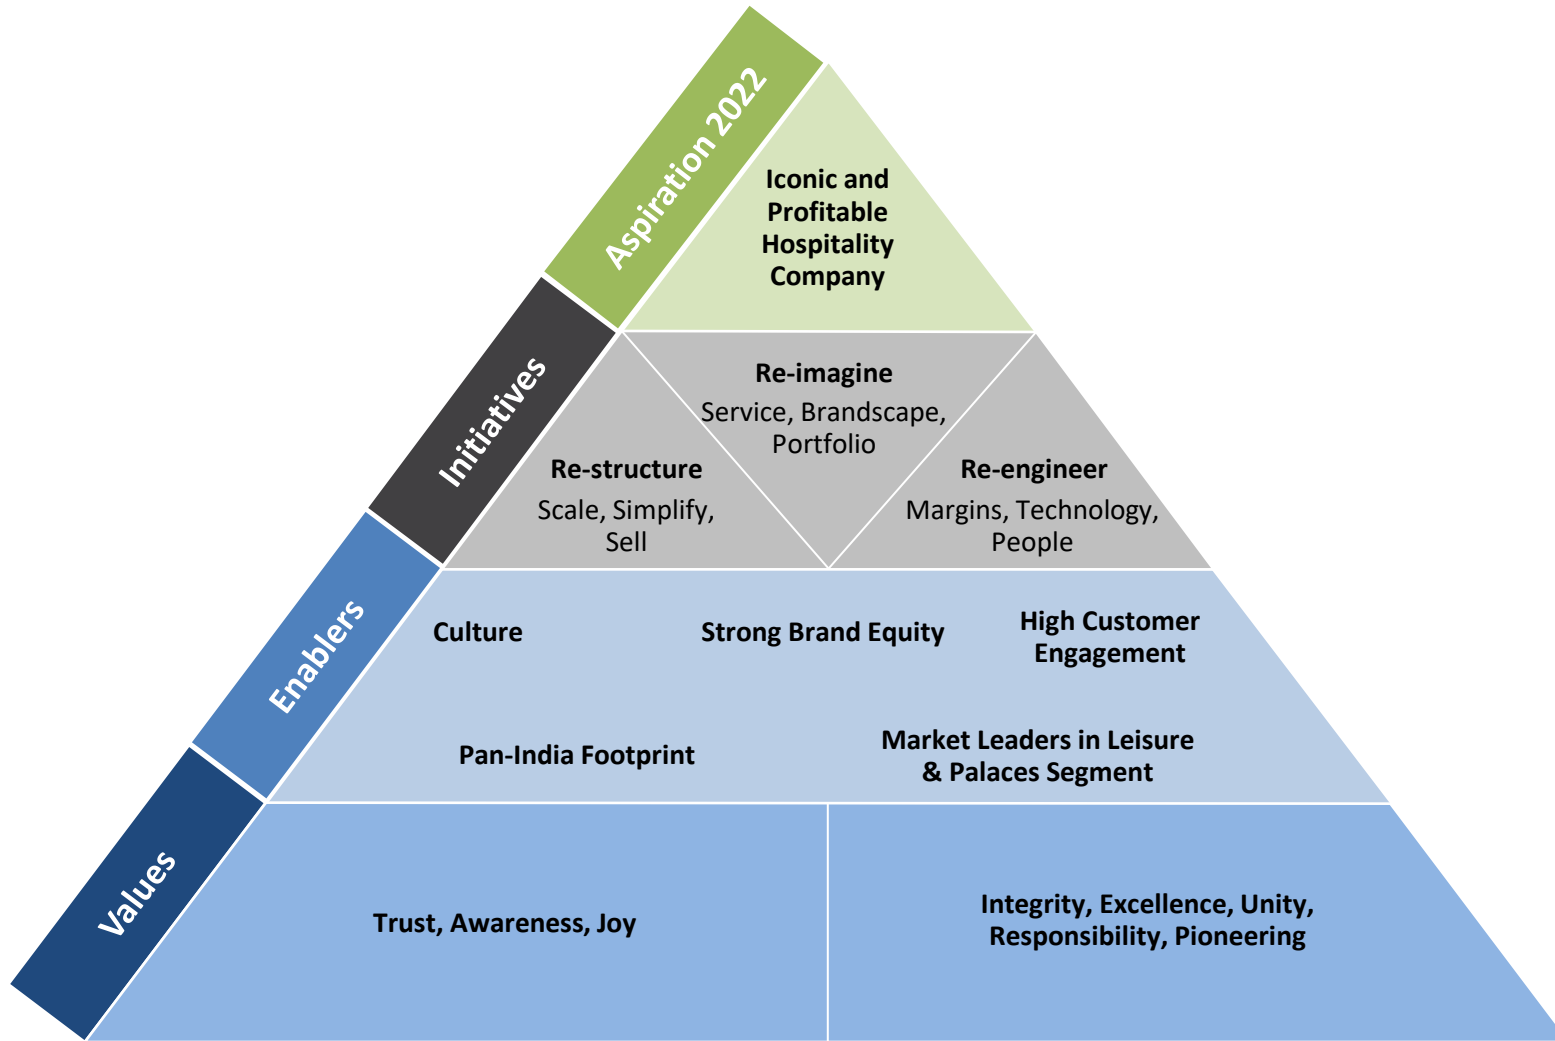 Aspiration 2022
Iconic and
Profitable
Hospitality
Company
Initiatives
Re-imagine
Service, Brandscape,
Portfolio
Re-structure
Scale, Simplify,
Sell
Re-engineer
Margins, Technology,
People
Enablers
Culture
Strong Brand Equity
High Customer
Engagement
Pan-India Footprint
Market Leaders in Leisure
& Palaces Segment
Values
Trust, Awareness, Joy
Integrity, Excellence, Unity,
Responsibility, Pioneering